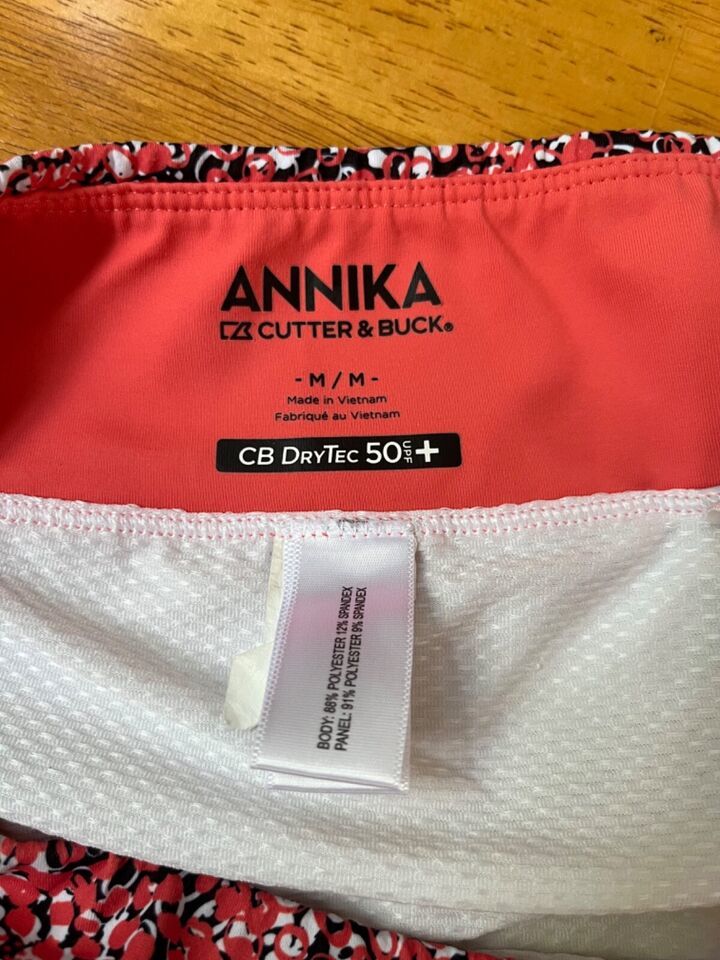 ANNIKA
CUTTER & BUCK®
- M / M -
Made in Vietnam
Fabriqué au Vietnam
CB DRYTEC 50 UPF +
BODY: 88% POLYESTER 12% SPANDEX
PANEL: 91% POLYESTER 9% SPANDEX